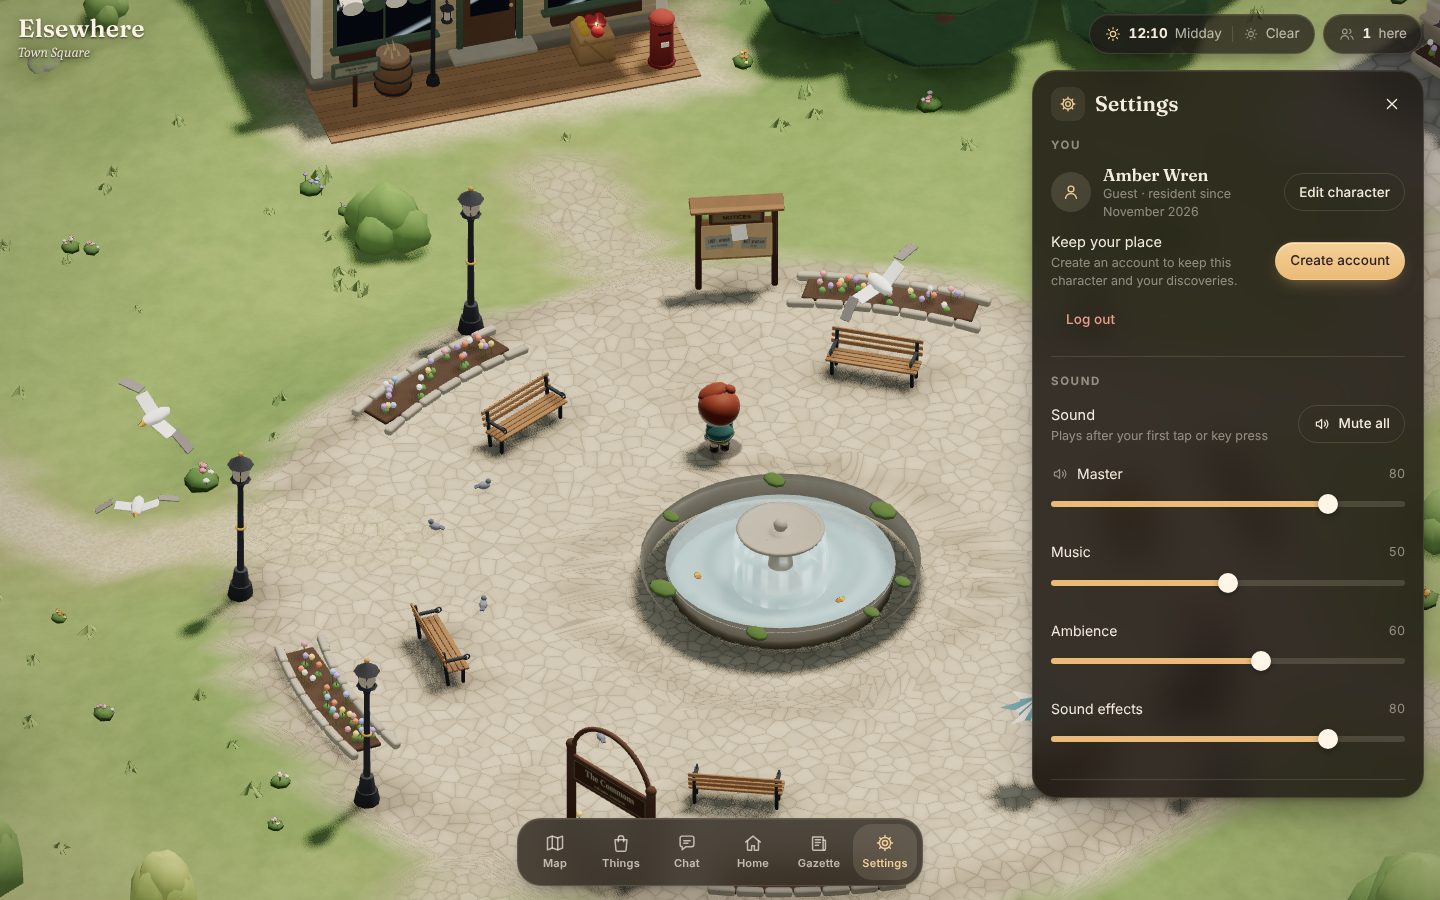 Elsewhere
Town Square
12:10 Midday
Clear
1 here
Settings
YOU
Amber Wren
Guest · resident since
November 2026
Edit character
Keep your place
Create an account to keep this
character and your discoveries.
Create account
Log out
SOUND
Sound
Plays after your first tap or key press
Mute all
Master 80
Music 50
Ambience 60
Sound effects 80
NOTICES
The Commons
Map
Things
Chat
Home
Gazette
Settings